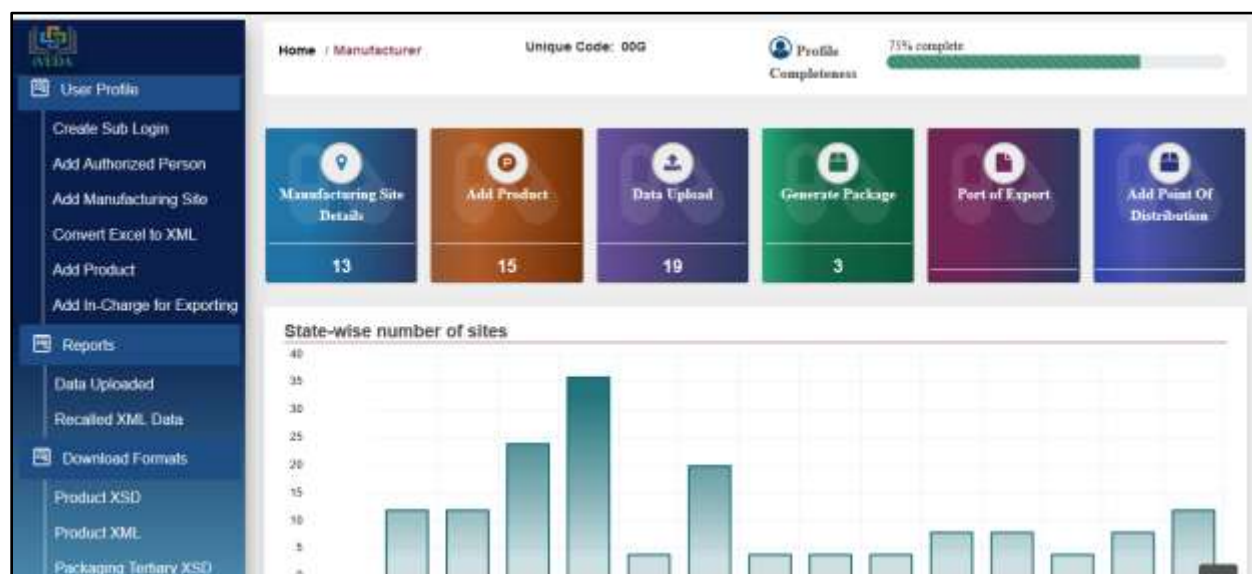 iVEDA
User Profile
Create Sub Login
Add Authorized Person
Add Manufacturing Site
Convert Excel to XML
Add Product
Add In-Charge for Exporting
Reports
Data Uploaded
Recalled XML Data
Download Formats
Product XSD
Product XML
Packaging Tertiary XSD
Home / Manufacturer
Unique Code: 00G
Profile
Completeness
75% complete
Manufacturing Site
Details
13
Add Product
15
Data Upload
19
Generate Package
3
Port of Export
Add Point Of
Distribution
State-wise number of sites
40
35
30
25
20
15
10
5
0